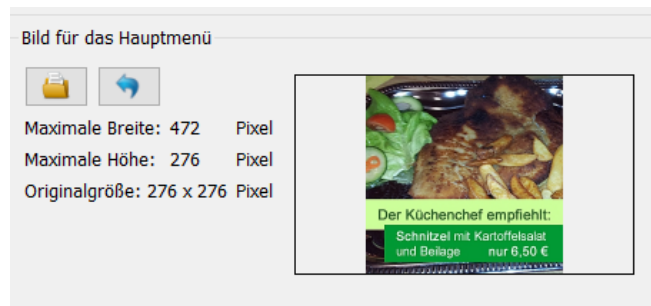 Bild für das Hauptmenü
Maximale Breite: 472 Pixel
Maximale Höhe: 276 Pixel
Originalgröße: 276 x 276 Pixel
Der Küchenchef empfiehlt:
Schnitzel mit Kartoffelsalat
und Beilage nur 6,50 €